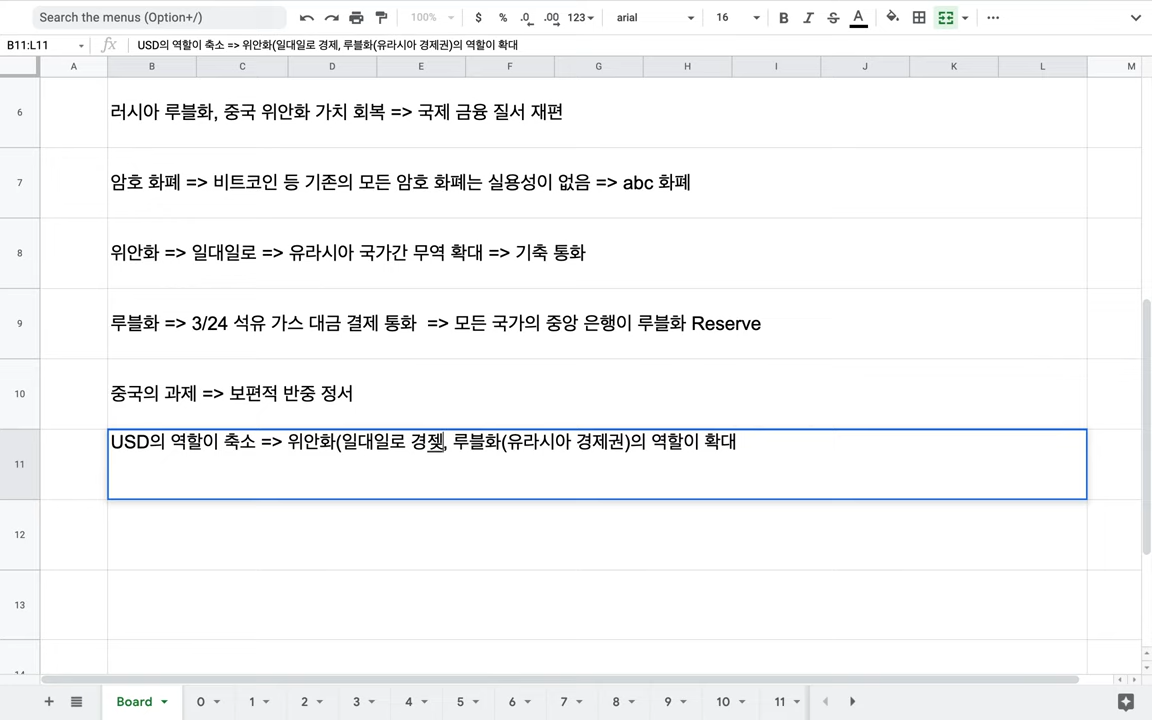 Search the menus (Option+/)
100%
$ % .0 .00 123
arial
16
B I S A
B11:L11
fx
USD의 역할이 축소 => 위안화(일대일로 경제, 루블화(유라시아 경제권)의 역할이 확대
A B C D E F G H I J K L M
6 러시아 루블화, 중국 위안화 가치 회복 => 국제 금융 질서 재편
7 암호 화폐 => 비트코인 등 기존의 모든 암호 화폐는 실용성이 없음 => abc 화폐
8 위안화 => 일대일로 => 유라시아 국가간 무역 확대 => 기축 통화
9 루블화 => 3/24 석유 가스 대금 결제 통화 => 모든 국가의 중앙 은행이 루블화 Reserve
10 중국의 과제 => 보편적 반중 정서
11 USD의 역할이 축소 => 위안화(일대일로 경젲, 루블화(유라시아 경제권)의 역할이 확대
12
13
14
Board 0 1 2 3 4 5 6 7 8 9 10 11